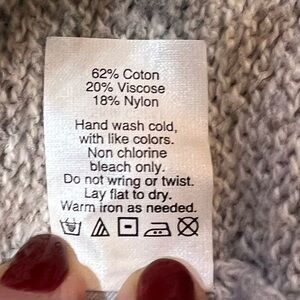 62% Coton
20% Viscose
18% Nylon
Hand wash cold,
with like colors.
Non chlorine
bleach only.
Do not wring or twist.
Lay flat to dry.
Warm iron as needed.